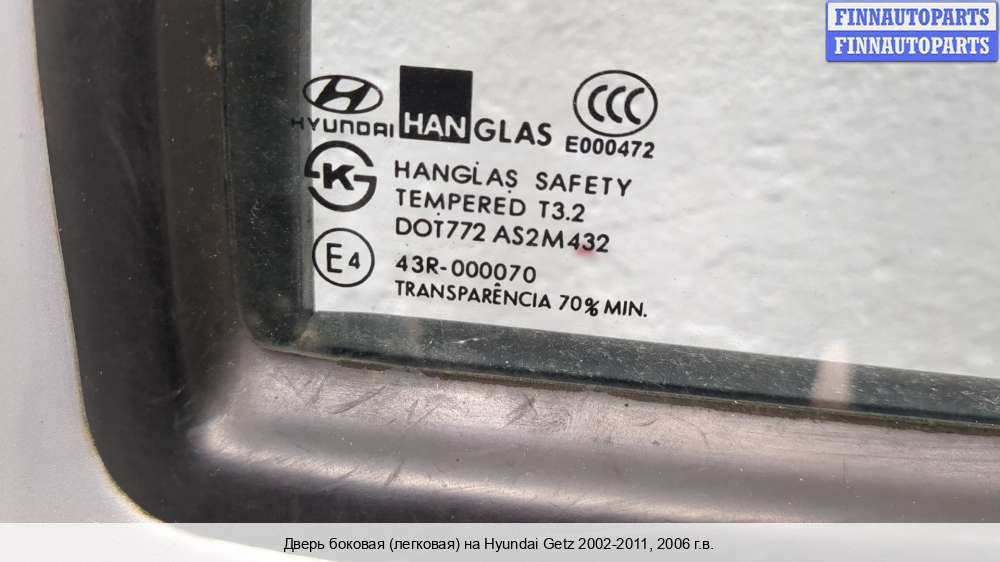 FINNAUTOPARTS
FINNAUTOPARTS
HYUNDAI HANGLAS CCC
E000472
K
HANGLAS SAFETY
TEMPERED T3.2
DOT772 AS2M432
E4
43R-000070
TRANSPARÊNCIA 70% MIN.
Дверь боковая (легковая) на Hyundai Getz 2002-2011, 2006 г.в.